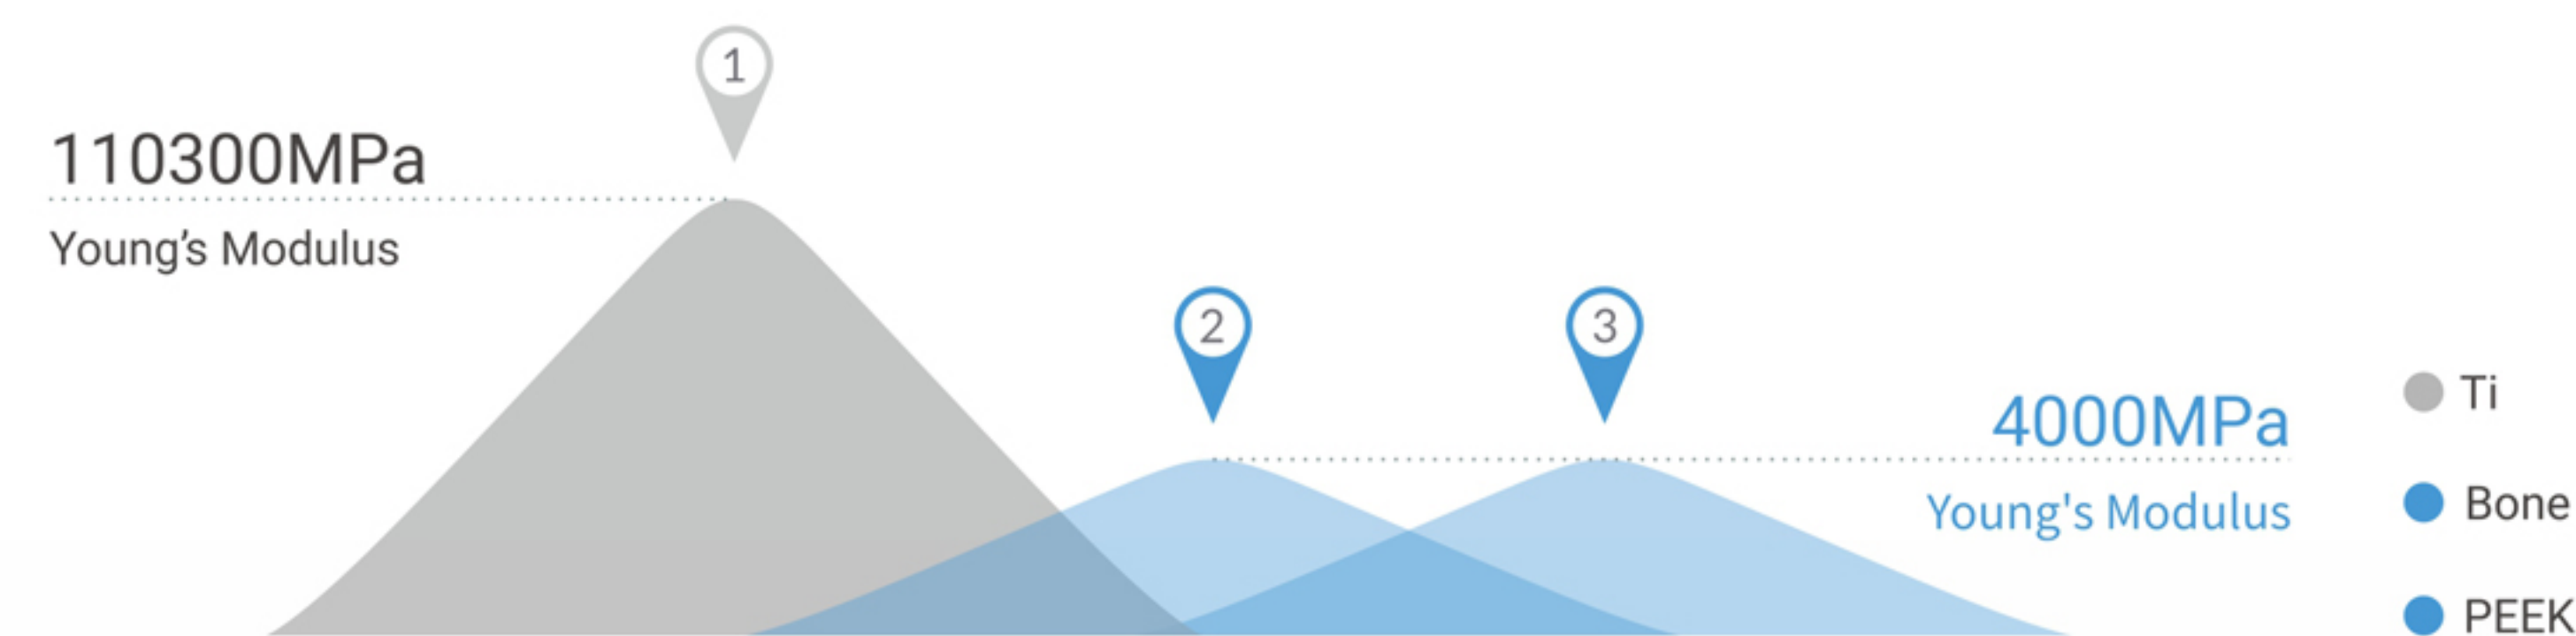 1
110300MPa
Young’s Modulus
2
3
4000MPa
Young's Modulus
Ti
Bone
PEEK